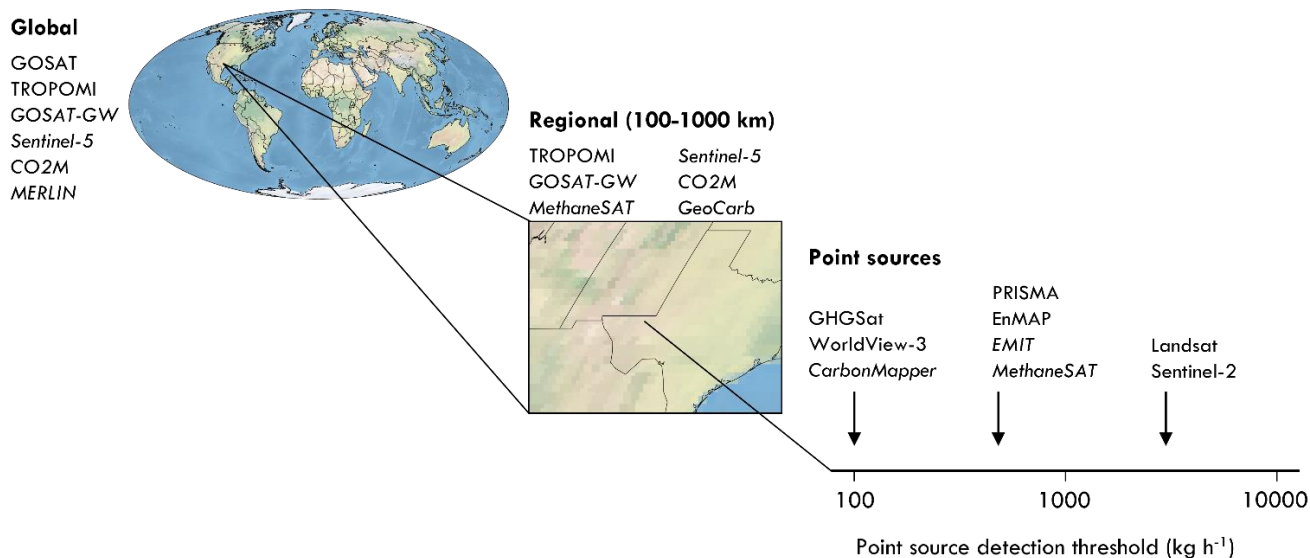 Global
GOSAT
TROPOMI
GOSAT-GW
Sentinel-5
CO2M
MERLIN
Regional (100-1000 km)
TROPOMI Sentinel-5
GOSAT-GW CO2M
MethaneSAT GeoCarb
Point sources
GHGSat
WorldView-3
CarbonMapper
PRISMA
EnMAP
EMIT
MethaneSAT
Landsat
Sentinel-2
100 1000 10000
Point source detection threshold (kg h⁻¹)